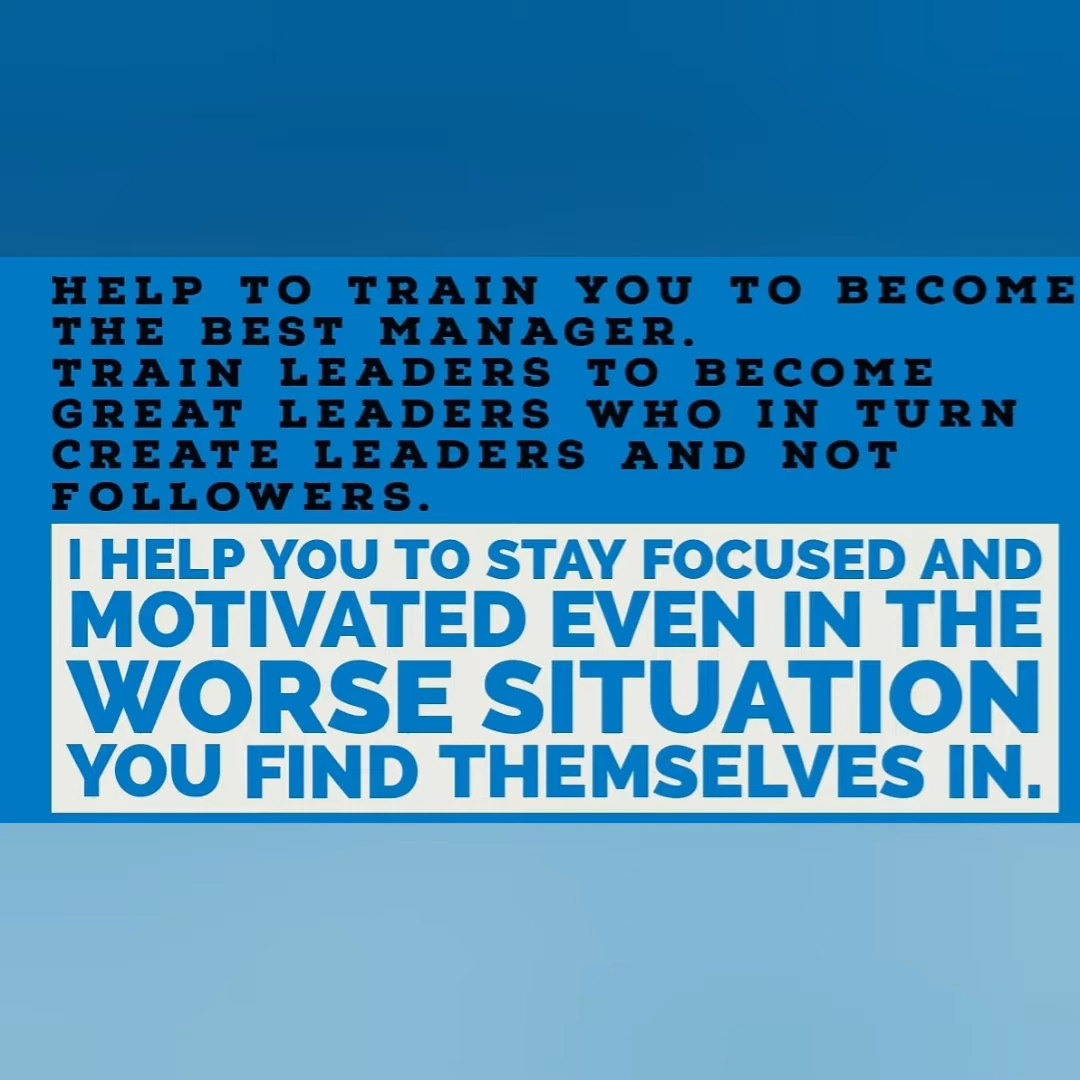 HELP TO TRAIN YOU TO BECOME
THE BEST MANAGER.
TRAIN LEADERS TO BECOME
GREAT LEADERS WHO IN TURN
CREATE LEADERS AND NOT
FOLLOWERS.
I HELP YOU TO STAY FOCUSED AND
MOTIVATED EVEN IN THE
WORSE SITUATION
YOU FIND THEMSELVES IN.